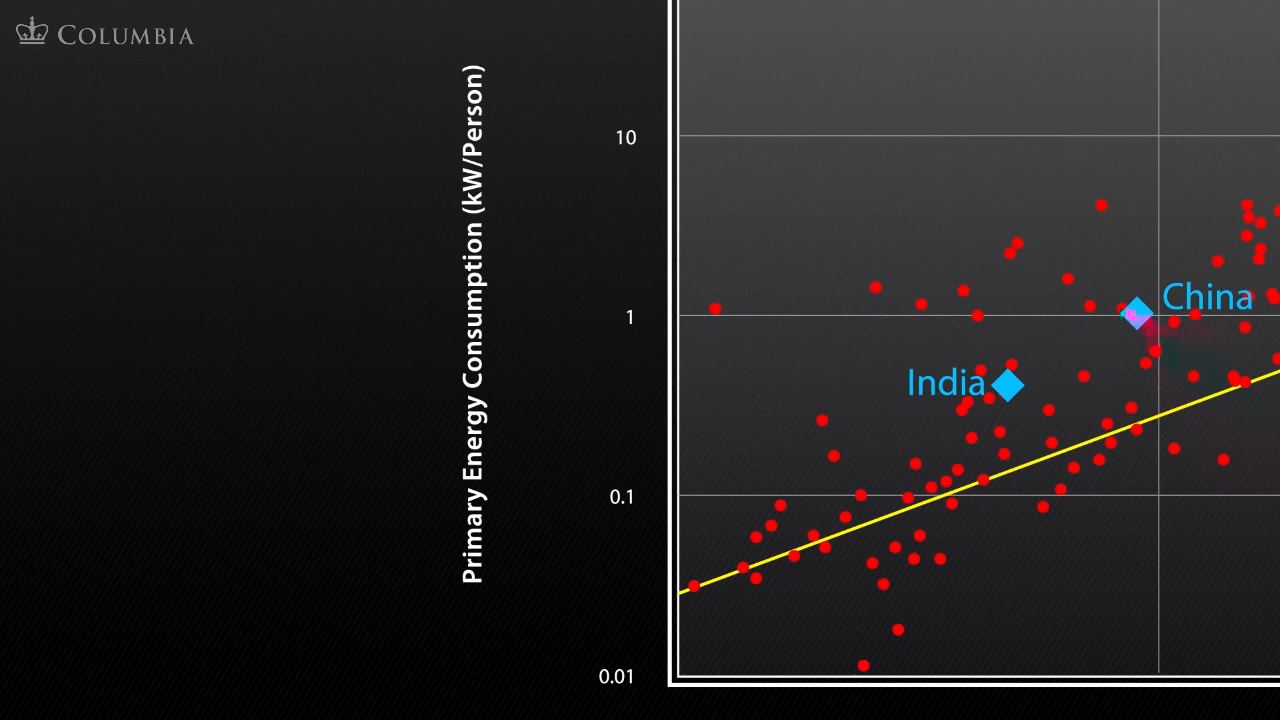 COLUMBIA
Primary Energy Consumption (kW/Person)
10
1
0.1
0.01
China
India